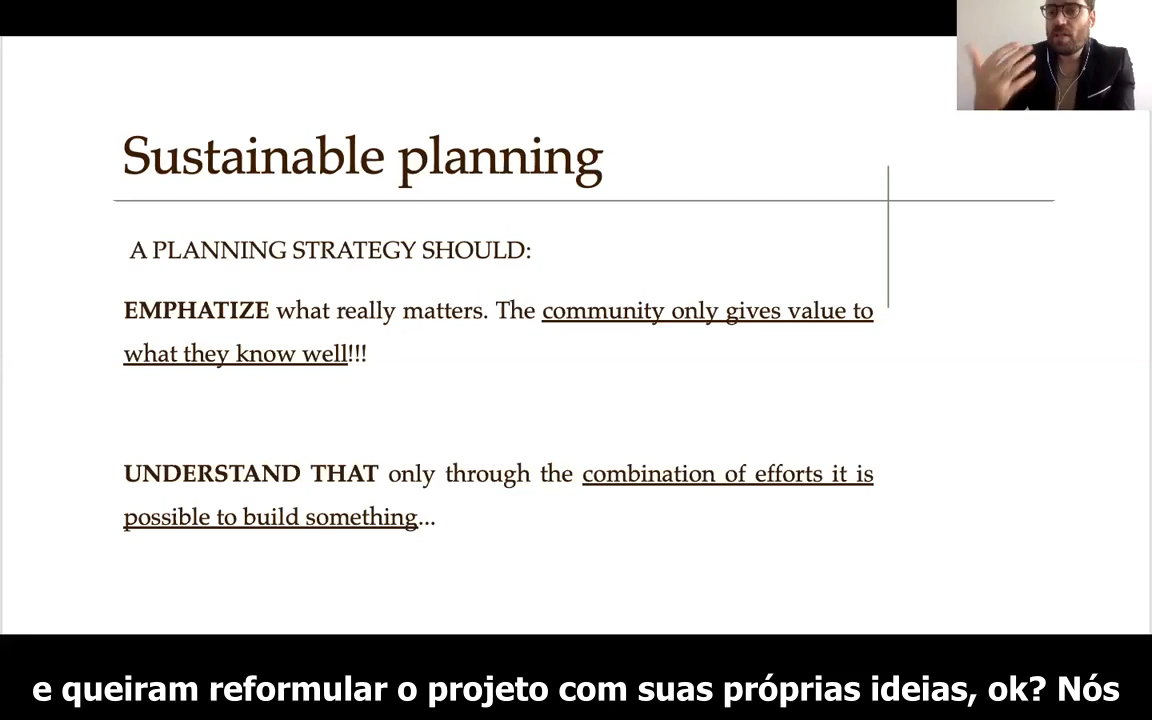 Sustainable planning
A PLANNING STRATEGY SHOULD:
EMPHATIZE what really matters. The community only gives value to
what they know well!!!
UNDERSTAND THAT only through the combination of efforts it is
possible to build something...
e queiram reformular o projeto com suas próprias ideias, ok? Nós